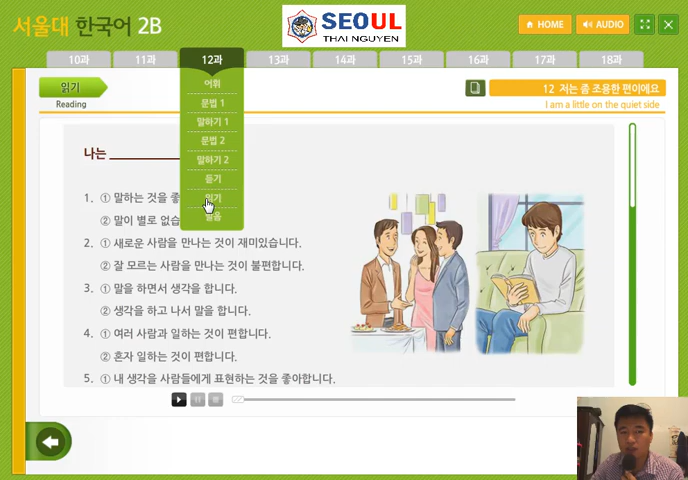 서울대 한국어 2B
SEOUL
THAI NGUYEN
HOME
AUDIO
10과
11과
12과
13과
14과
15과
16과
17과
18과
어휘
문법 1
말하기 1
문법 2
말하기 2
듣기
읽기
읽기
Reading
12 저는 좀 조용한 편이에요
I am a little on the quiet side
나는
1. ① 말하는 것을 좋
② 말이 별로 없습
2. ① 새로운 사람을 만나는 것이 재미있습니다.
② 잘 모르는 사람을 만나는 것이 불편합니다.
3. ① 말을 하면서 생각을 합니다.
② 생각을 하고 나서 말을 합니다.
4. ① 여러 사람과 일하는 것이 편합니다.
② 혼자 일하는 것이 편합니다.
5. ① 내 생각을 사람들에게 표현하는 것을 좋아합니다.